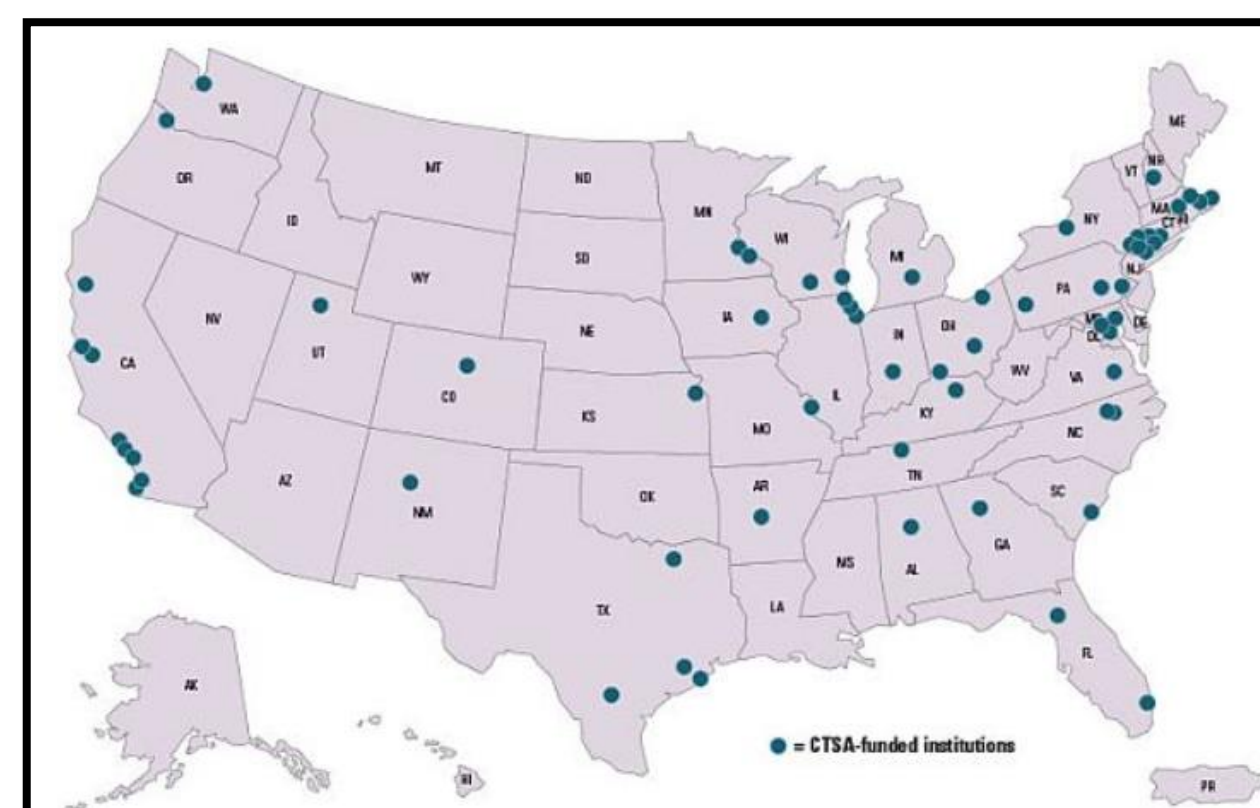 WA
ME
MT
ND
VT
NH
OR
MN
ID
WI
NY
MA
CT
RI
SD
MI
WY
PA
NJ
IA
NE
NV
OH
IN
MD
DE
DC
UT
CA
CO
IL
WV
VA
KS
MO
KY
NC
TN
AZ
OK
AR
SC
NM
GA
MS
AL
TX
LA
FL
AK
= CTSA-funded institutions
HI
PR